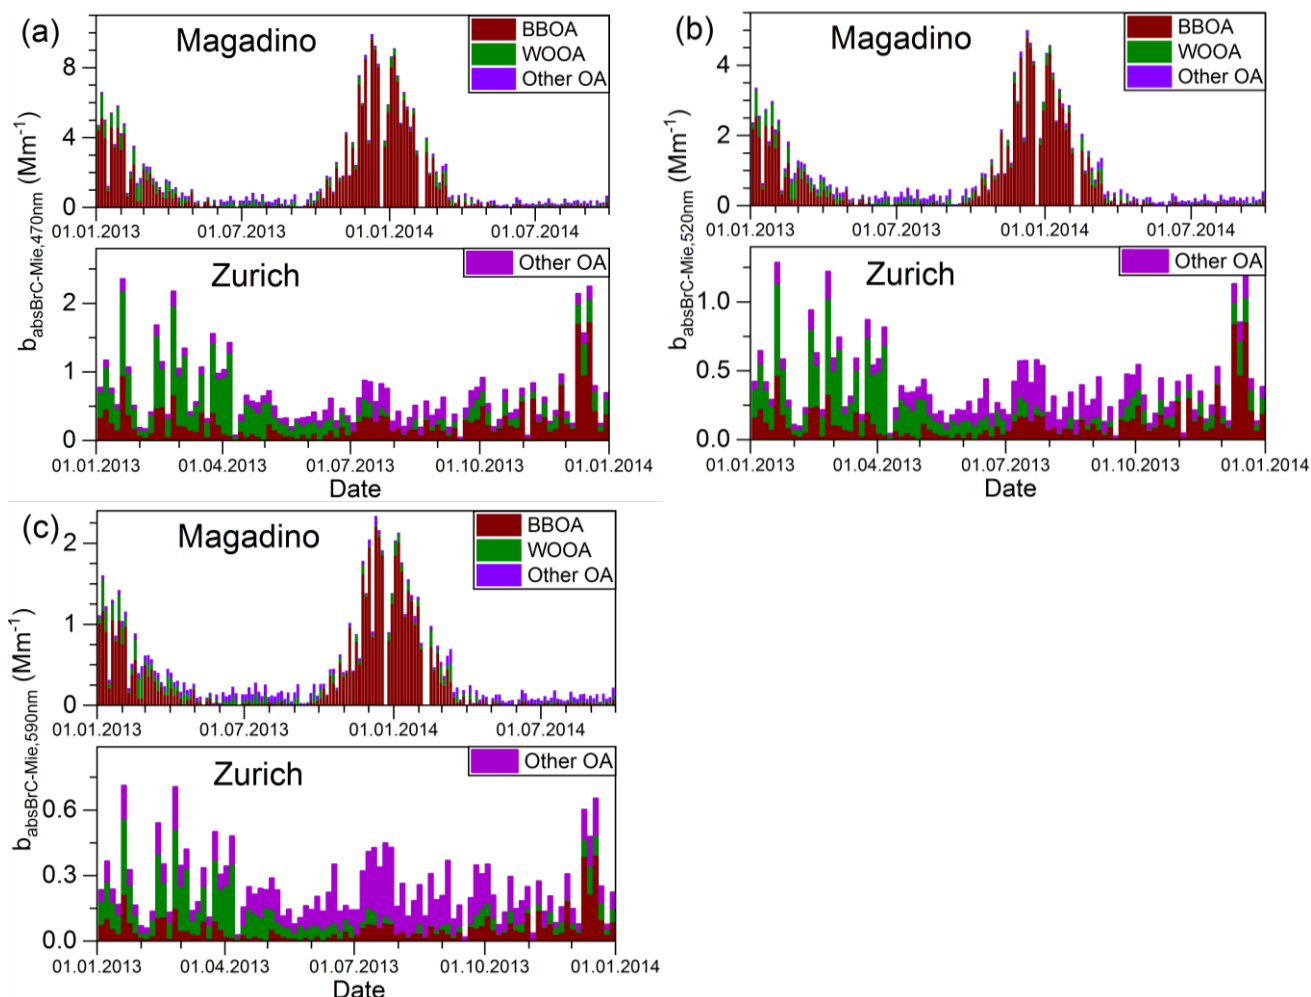 (a)
Magadino
BBOA
WOOA
Other OA
8
4
0
01.01.2013 01.07.2013 01.01.2014 01.07.2014
b_absBrC-Mie,470nm (Mm⁻¹)
Zurich
Other OA
2
1
0
01.01.2013 01.04.2013 01.07.2013 01.10.2013 01.01.2014
Date
(b)
Magadino
BBOA
WOOA
Other OA
4
2
0
01.01.2013 01.07.2013 01.01.2014 01.07.2014
b_absBrC-Mie,520nm (Mm⁻¹)
Zurich
Other OA
1.0
0.5
0.0
01.01.2013 01.04.2013 01.07.2013 01.10.2013 01.01.2014
Date
(c)
Magadino
BBOA
WOOA
Other OA
2
1
0
01.01.2013 01.07.2013 01.01.2014 01.07.2014
b_absBrC-Mie,590nm (Mm⁻¹)
Zurich
Other OA
0.6
0.3
0.0
01.01.2013 01.04.2013 01.07.2013 01.10.2013 01.01.2014
Date